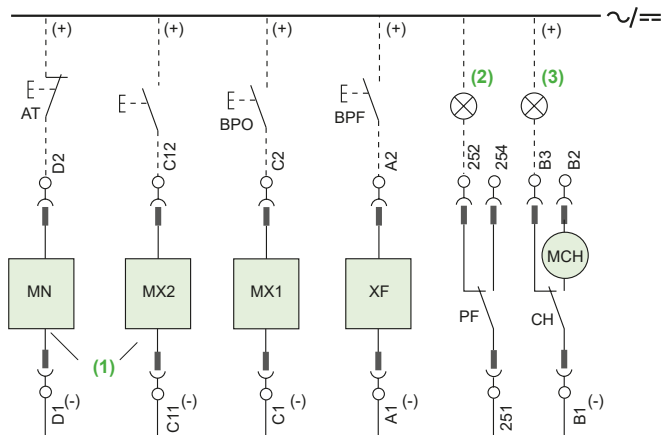 (+) (+) (+) (+) (+)
(2) (3)
AT BPO BPF
D2 C12 C2 A2 252 254 B3 B2
MN MX2 MX1 XF MCH
PF CH
(1)
D1 (-) C11 (-) C1 (-) A1 (-) 251 B1 (-)